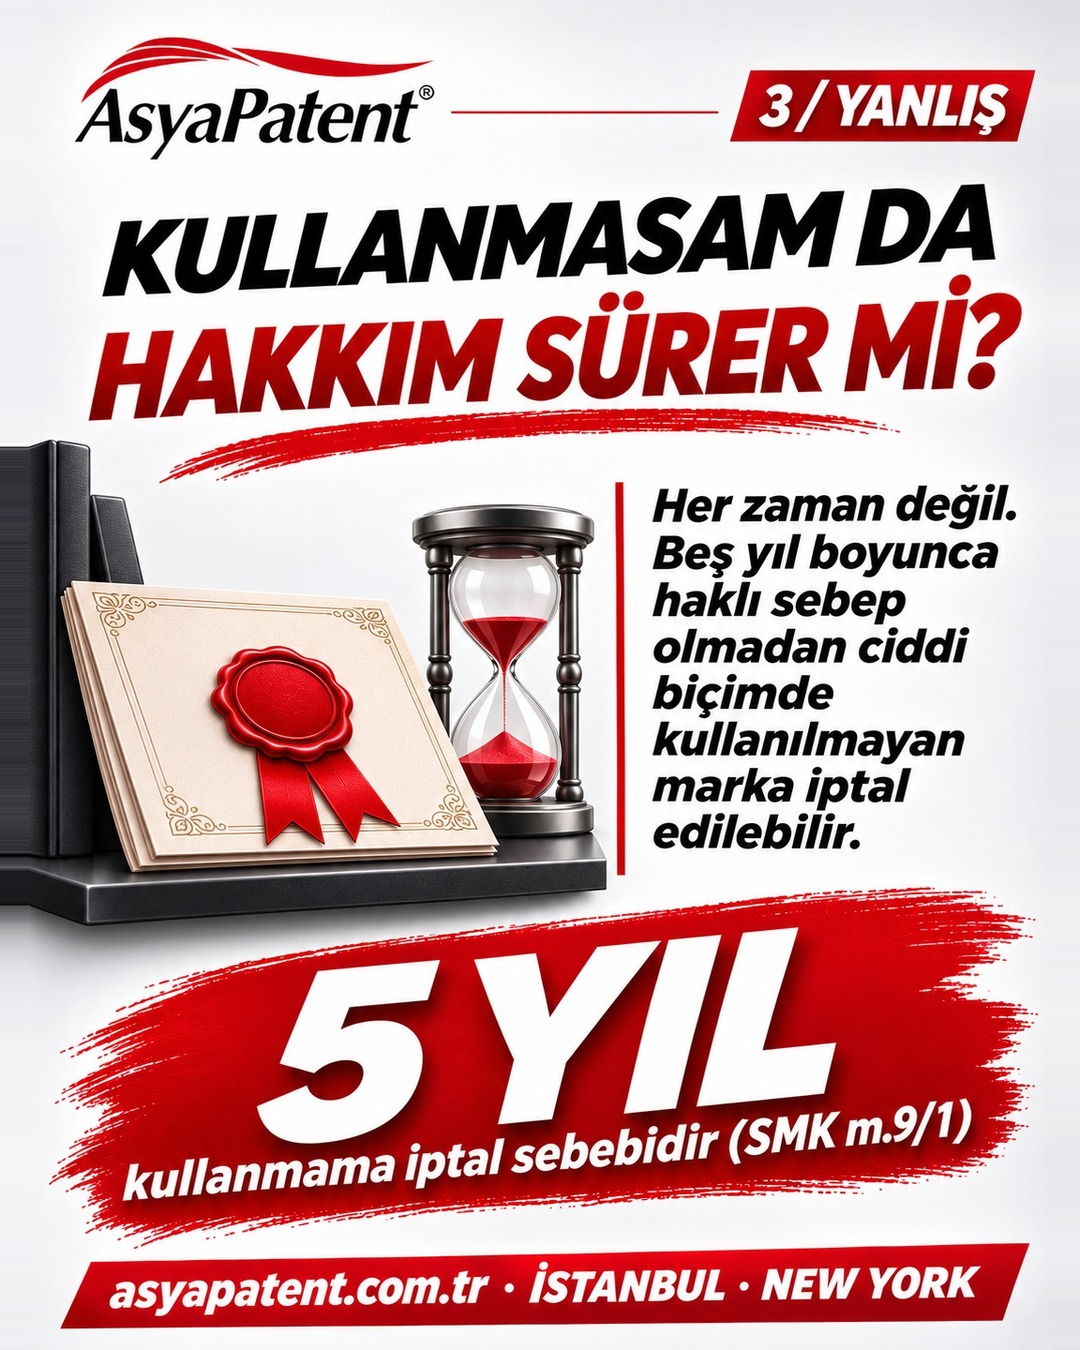 AsyaPatent®
3 / YANLIŞ
KULLANMASAM DA
HAKKIM SÜRER Mİ?
Her zaman değil.
Beş yıl boyunca
haklı sebep
olmadan ciddi
biçimde
kullanılmayan
marka iptal
edilebilir.
5 YIL
kullanmama iptal sebebidir (SMK m.9/1)
asyapatent.com.tr · İSTANBUL · NEW YORK